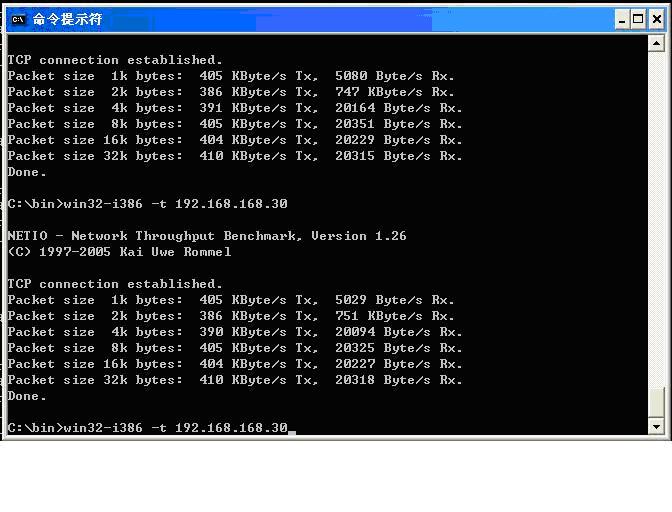 命令提示符
TCP connection established.
Packet size  1k bytes:  405 KByte/s Tx,  5080 Byte/s Rx.
Packet size  2k bytes:  386 KByte/s Tx,  747 KByte/s Rx.
Packet size  4k bytes:  391 KByte/s Tx,  20164 Byte/s Rx.
Packet size  8k bytes:  405 KByte/s Tx,  20351 Byte/s Rx.
Packet size 16k bytes:  404 KByte/s Tx,  20229 Byte/s Rx.
Packet size 32k bytes:  410 KByte/s Tx,  20315 Byte/s Rx.
Done.
C:\bin>win32-i386 -t 192.168.168.30
NETIO - Network Throughput Benchmark, Version 1.26
(C) 1997-2005 Kai Uwe Rommel
TCP connection established.
Packet size  1k bytes:  405 KByte/s Tx,  5029 Byte/s Rx.
Packet size  2k bytes:  386 KByte/s Tx,  751 KByte/s Rx.
Packet size  4k bytes:  390 KByte/s Tx,  20094 Byte/s Rx.
Packet size  8k bytes:  405 KByte/s Tx,  20325 Byte/s Rx.
Packet size 16k bytes:  404 KByte/s Tx,  20227 Byte/s Rx.
Packet size 32k bytes:  410 KByte/s Tx,  20318 Byte/s Rx.
Done.
C:\bin>win32-i386 -t 192.168.168.30